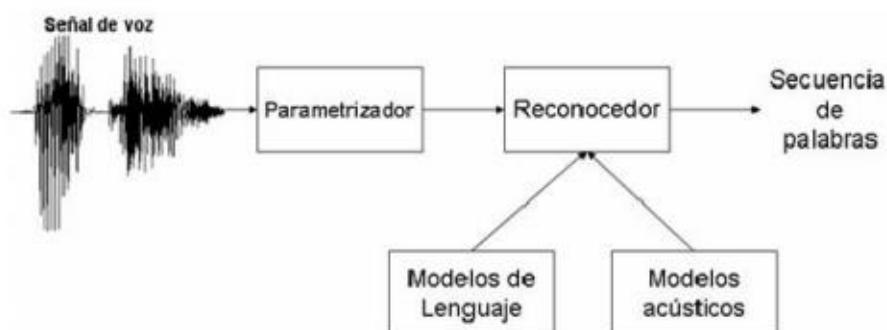 Señal de voz
Parametrizador
Reconocedor
Secuencia
de
palabras
Modelos de
Lenguaje
Modelos
acústicos